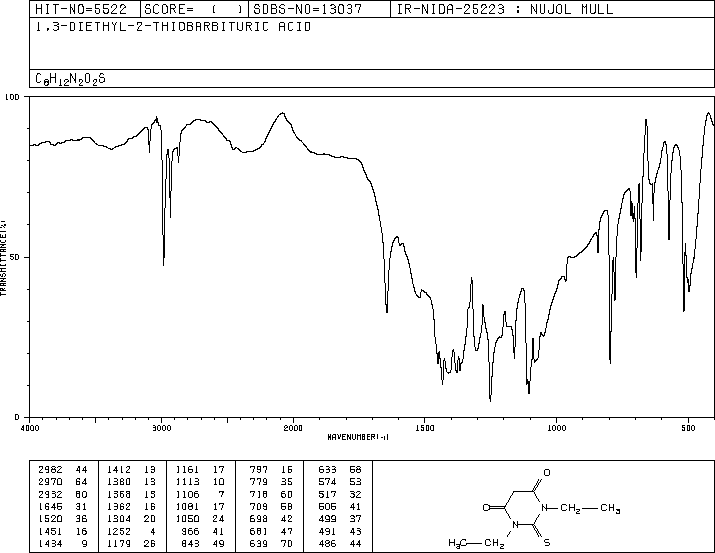 HIT-NO=5522 SCORE= ( ) SDBS-NO=13037 IR-NIDA-25223 : NUJOL MULL
1,3-DIETHYL-2-THIOBARBITURIC ACID
C8H12N2O2S
100
50
0
TRANSMITTANCE(%)
4000 3000 2000 1500 1000 500
WAVENUMBER(-1)
2982 44 1412 13 1161 17 797 16 633 58
2970 64 1380 13 1113 10 779 35 574 53
2932 60 1368 13 1106 7 718 60 517 32
1645 31 1362 16 1081 17 709 58 505 41
1520 36 1304 20 1050 24 698 42 499 37
1451 16 1252 4 966 41 681 47 491 43
1434 9 1179 26 843 49 639 70 486 44
O
O N—CH2—CH3
N S
H3C—CH2